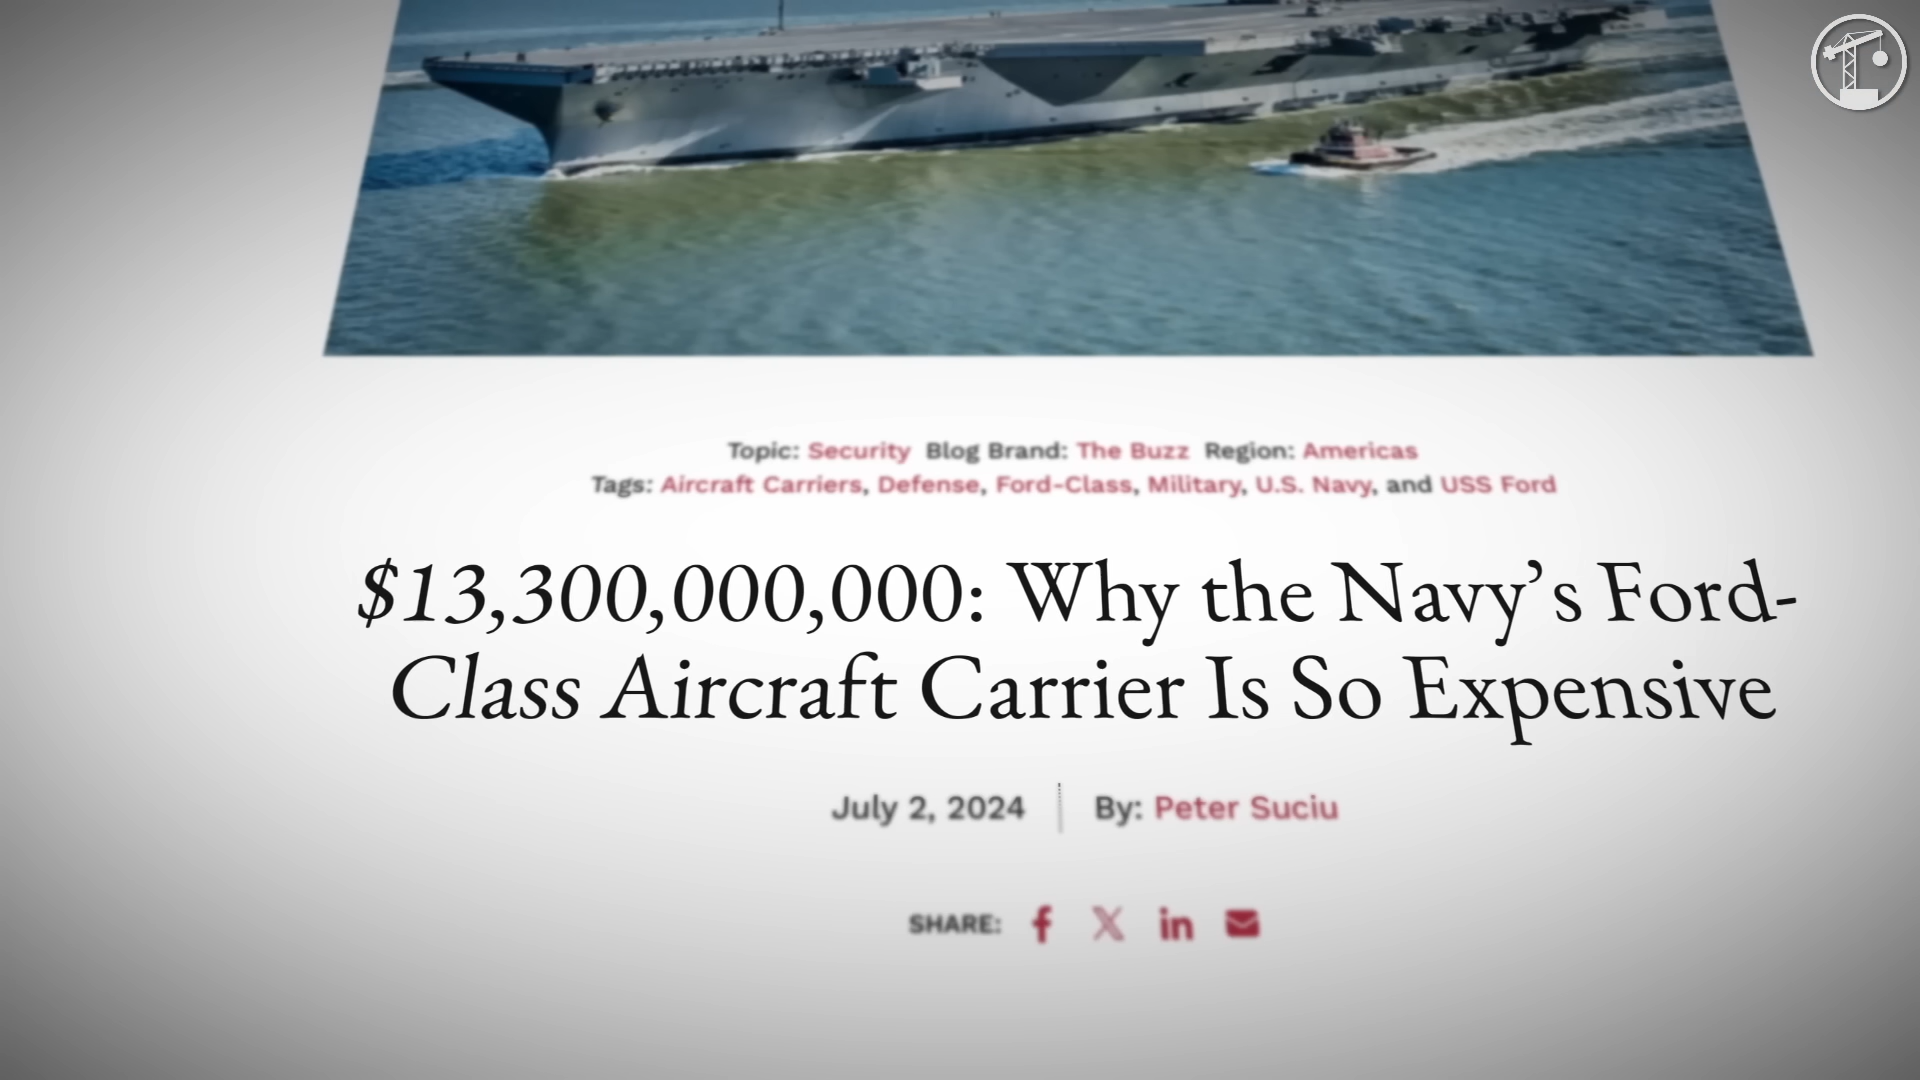 Topic: Security Blog Brand: The Buzz Region: Americas
Tags: Aircraft Carriers, Defense, Ford-Class, Military, U.S. Navy, and USS Ford
$13,300,000,000: Why the Navy’s Ford-
Class Aircraft Carrier Is So Expensive
July 2, 2024
By: Peter Suciu
SHARE: